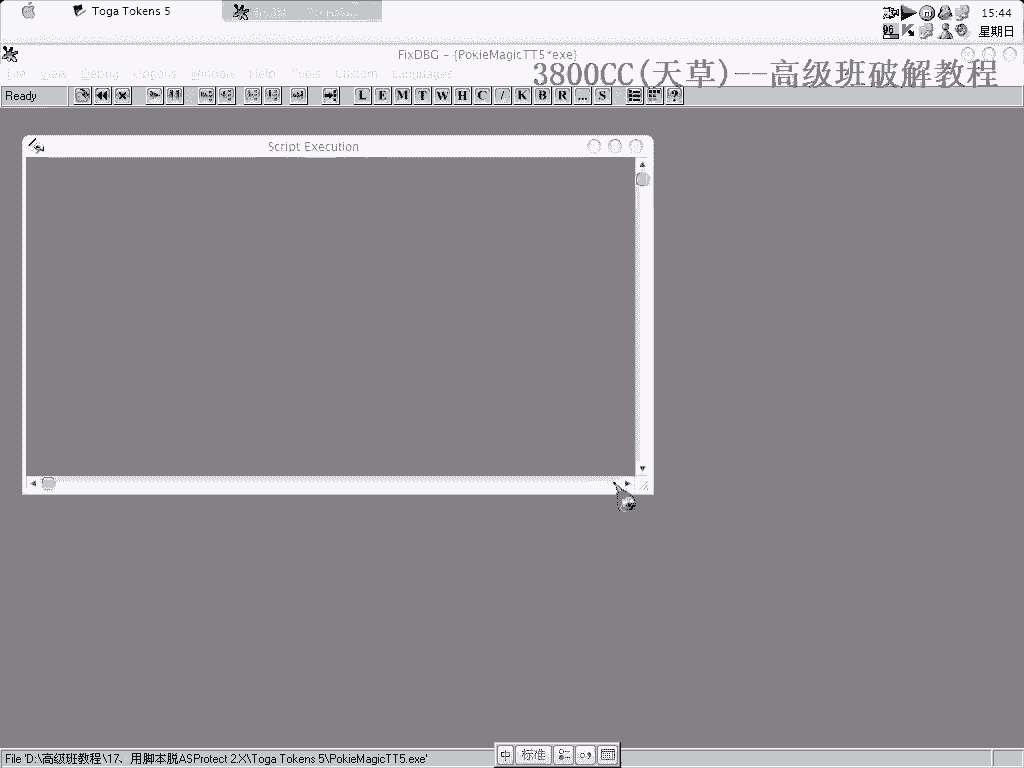 Toga Tokens 5
15:44
星期日
FixDBG - {PokieMagicTT5*exe}
File View Debug Options Window Help Tools Custom Languages
3800CC(天草)--高级班破解教程
Ready
L E M T W H C / K B R ... S
Script Execution
File 'D:\高级班教程\17、用脚本脱ASProtect 2.X\Toga Tokens 5\PokieMagicTT5.exe'
中 标准